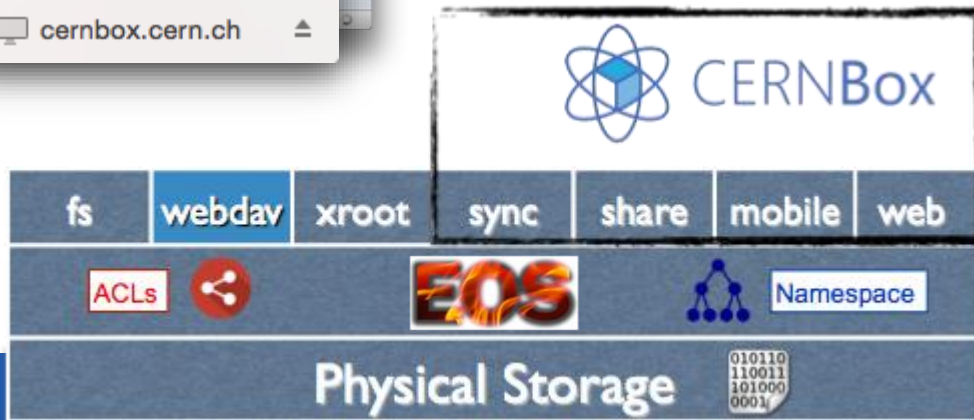 cernbox.cern.ch
CERNBox
fs webdav xroot sync share mobile web
ACLs EOS Namespace
Physical Storage
010110
110011
101000
0001